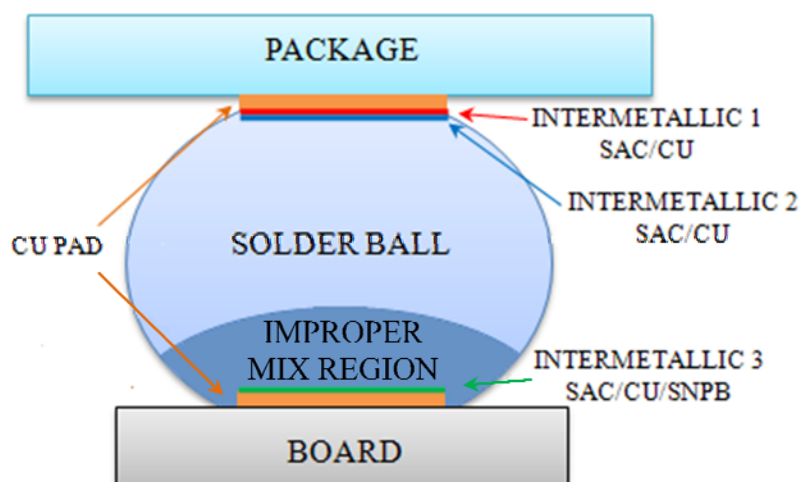 PACKAGE
INTERMETALLIC 1
SAC/CU
INTERMETALLIC 2
SAC/CU
CU PAD
SOLDER BALL
IMPROPER
MIX REGION
INTERMETALLIC 3
SAC/CU/SNPB
BOARD